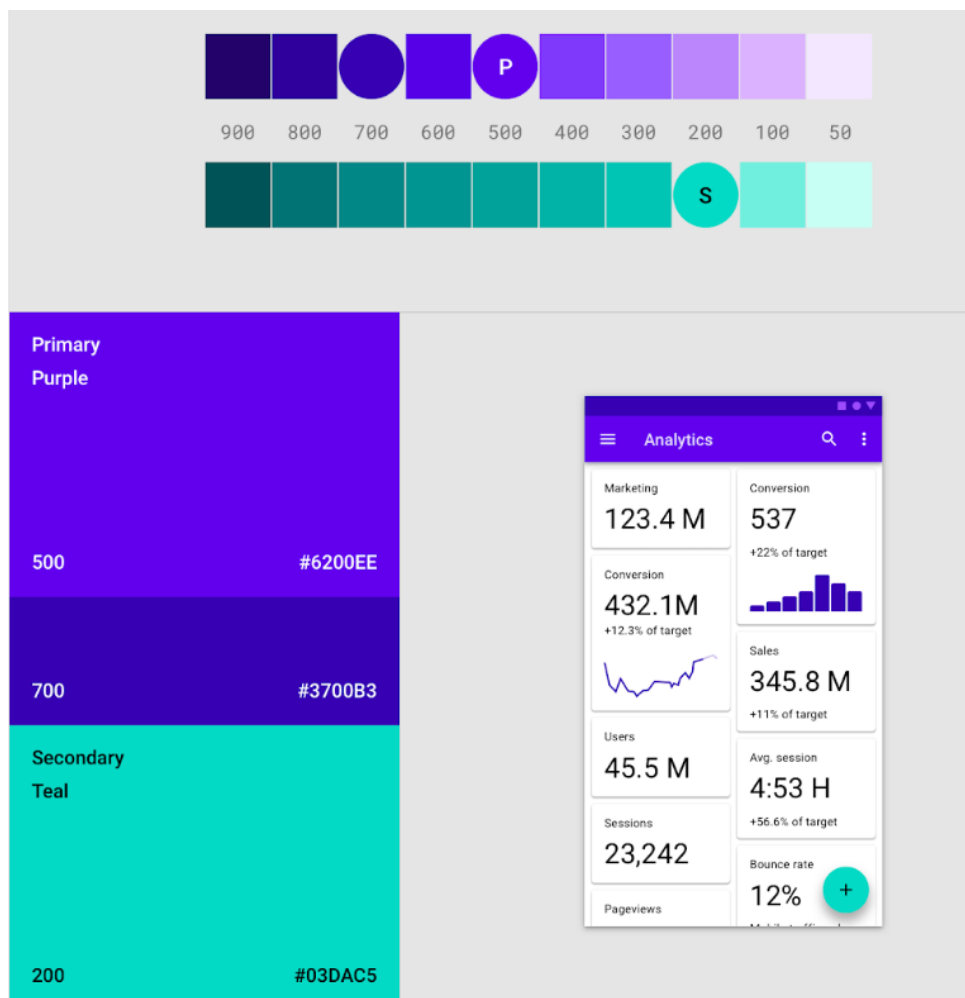 P
900 800 700 600 500 400 300 200 100 50
S
Primary
Purple
500 #6200EE
700 #3700B3
Secondary
Teal
200 #03DAC5
Analytics
Marketing
123.4 M
Conversion
432.1M
+12.3% of target
Users
45.5 M
Sessions
23,242
Pageviews
Conversion
537
+22% of target
Sales
345.8 M
+11% of target
Avg. session
4:53 H
+56.6% of target
Bounce rate
12%
+